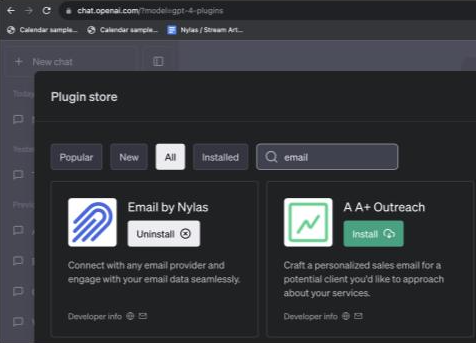 chat.openai.com/?model=gpt-4-plugins
Calendar sample...
Calendar sample...
Nylas / Stream Art...
New chat
Plugin store
Popular
New
All
Installed
email
Email by Nylas
Uninstall
Connect with any email provider and
engage with your email data seamlessly.
Developer info
A A+ Outreach
Install
Craft a personalized sales email for a
potential client you'd like to approach
about your services.
Developer info